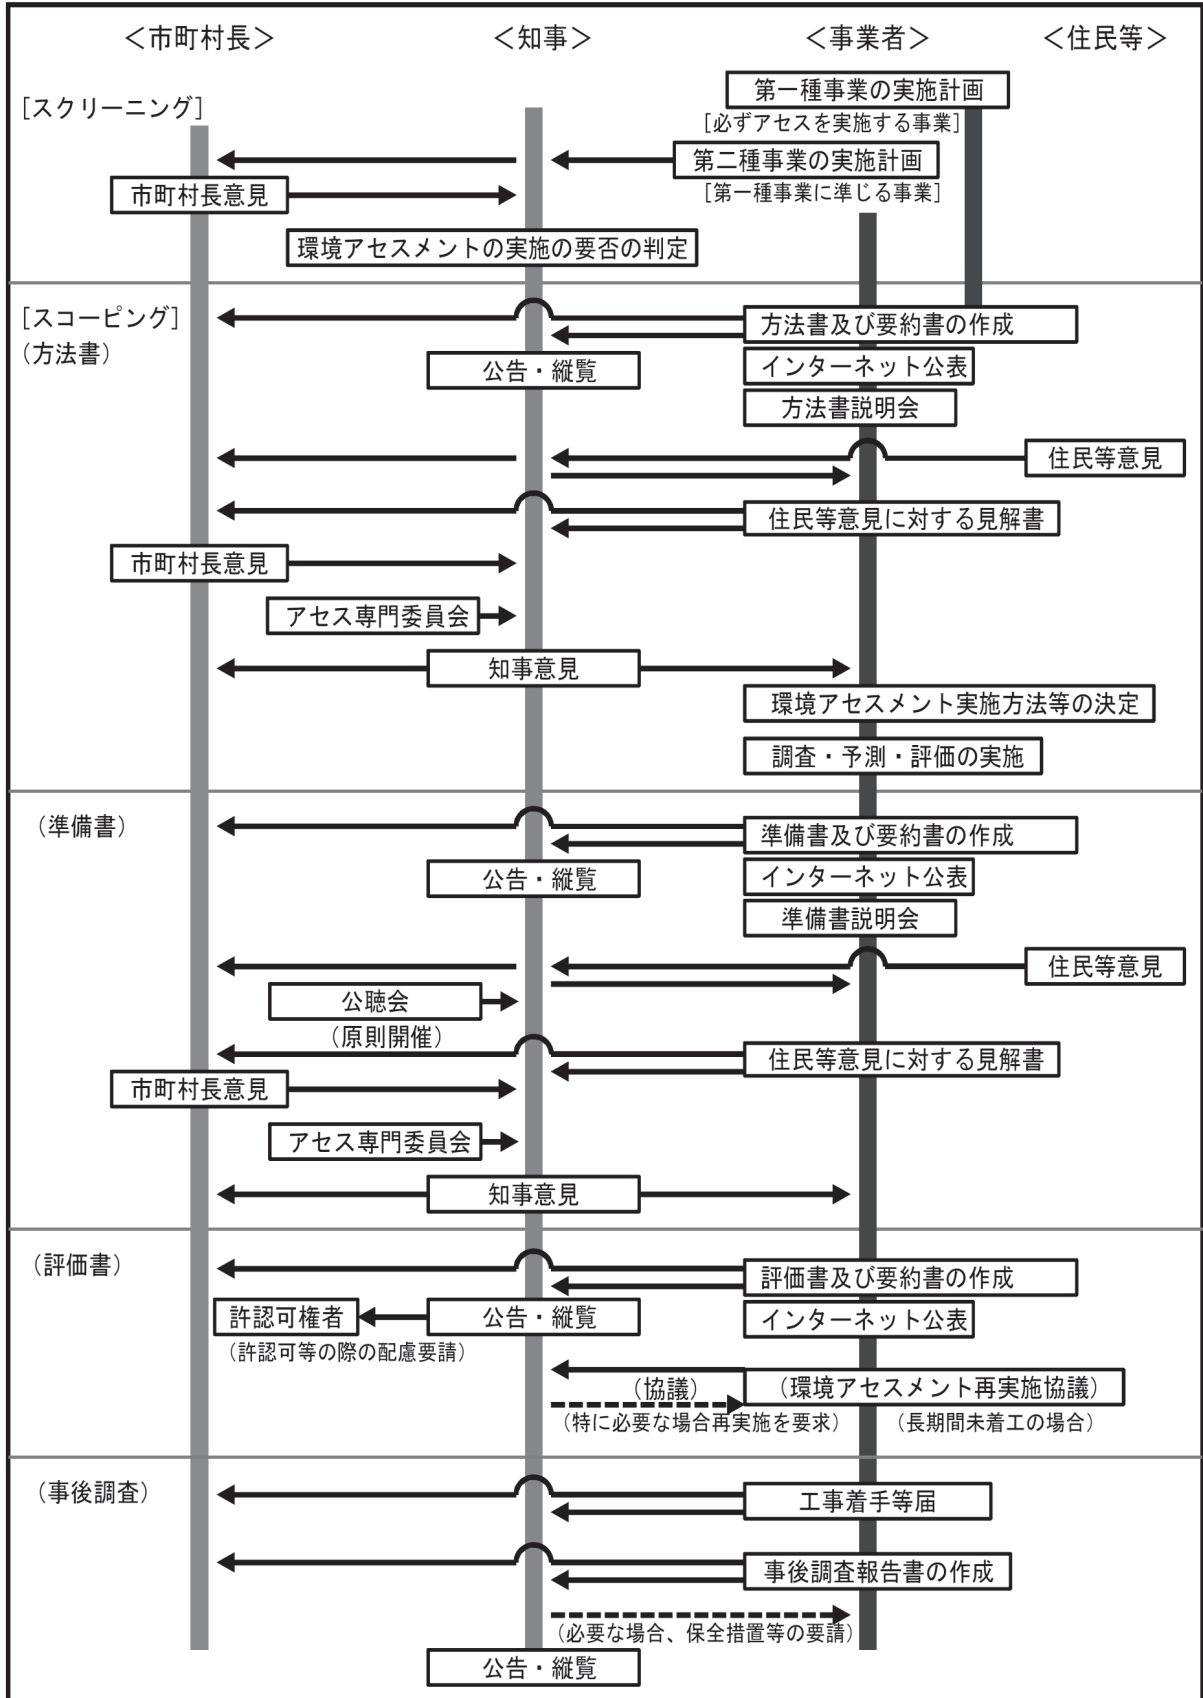 ＜市町村長＞
＜知事＞
＜事業者＞
＜住民等＞
［スクリーニング］
第一種事業の実施計画
［必ずアセスを実施する事業］
第二種事業の実施計画
［第一種事業に準じる事業］
市町村長意見
環境アセスメントの実施の要否の判定
［スコーピング］
（方法書）
方法書及び要約書の作成
公告・縦覧
インターネット公表
方法書説明会
住民等意見
住民等意見に対する見解書
市町村長意見
アセス専門委員会
知事意見
環境アセスメント実施方法等の決定
調査・予測・評価の実施
（準備書）
準備書及び要約書の作成
公告・縦覧
インターネット公表
準備書説明会
住民等意見
公聴会
（原則開催）
住民等意見に対する見解書
市町村長意見
アセス専門委員会
知事意見
（評価書）
評価書及び要約書の作成
許認可権者
公告・縦覧
インターネット公表
（許認可等の際の配慮要請）
（協議）
（環境アセスメント再実施協議）
（特に必要な場合再実施を要求）
（長期間未着工の場合）
（事後調査）
工事着手等届
事後調査報告書の作成
（必要な場合、保全措置等の要請）
公告・縦覧